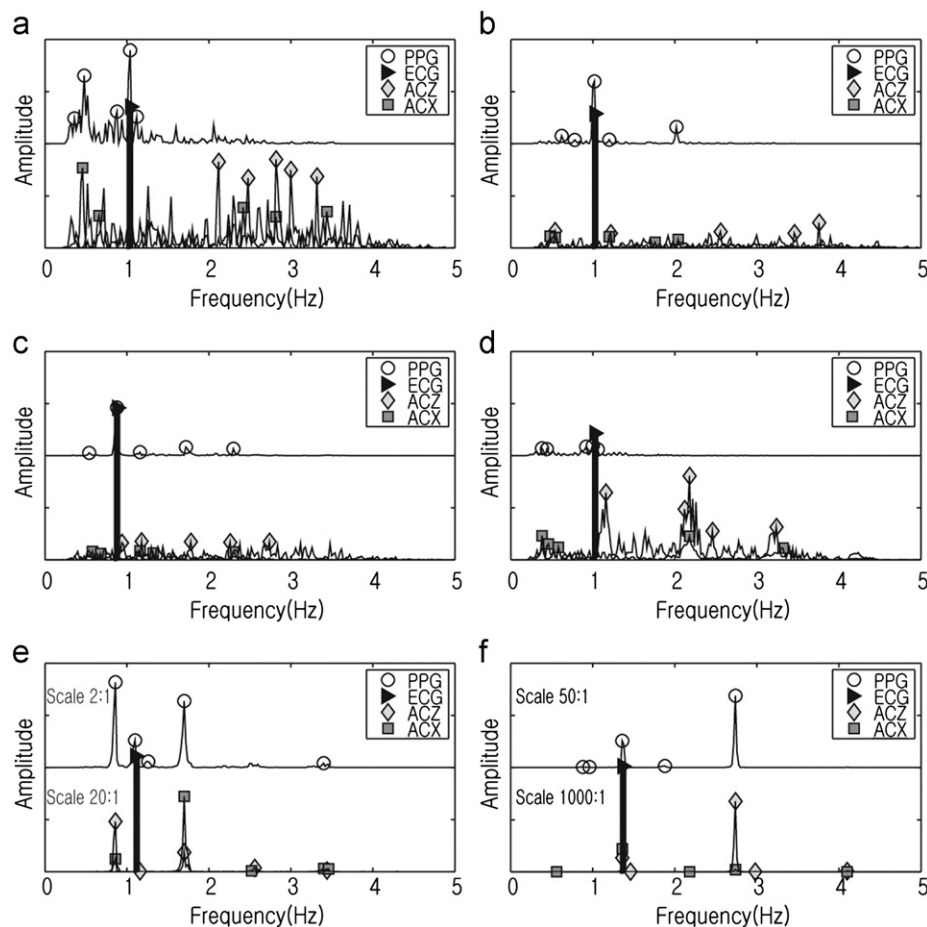 a
PPG
ECG
ACZ
ACX
Amplitude
0 1 2 3 4 5
Frequency(Hz)
b
PPG
ECG
ACZ
ACX
Amplitude
0 1 2 3 4 5
Frequency(Hz)
c
PPG
ECG
ACZ
ACX
Amplitude
0 1 2 3 4 5
Frequency(Hz)
d
PPG
ECG
ACZ
ACX
Amplitude
0 1 2 3 4 5
Frequency(Hz)
e
Scale 2:1
PPG
ECG
ACZ
ACX
Amplitude
Scale 20:1
0 1 2 3 4 5
Frequency(Hz)
f
Scale 50:1
PPG
ECG
ACZ
ACX
Amplitude
Scale 1000:1
0 1 2 3 4 5
Frequency(Hz)